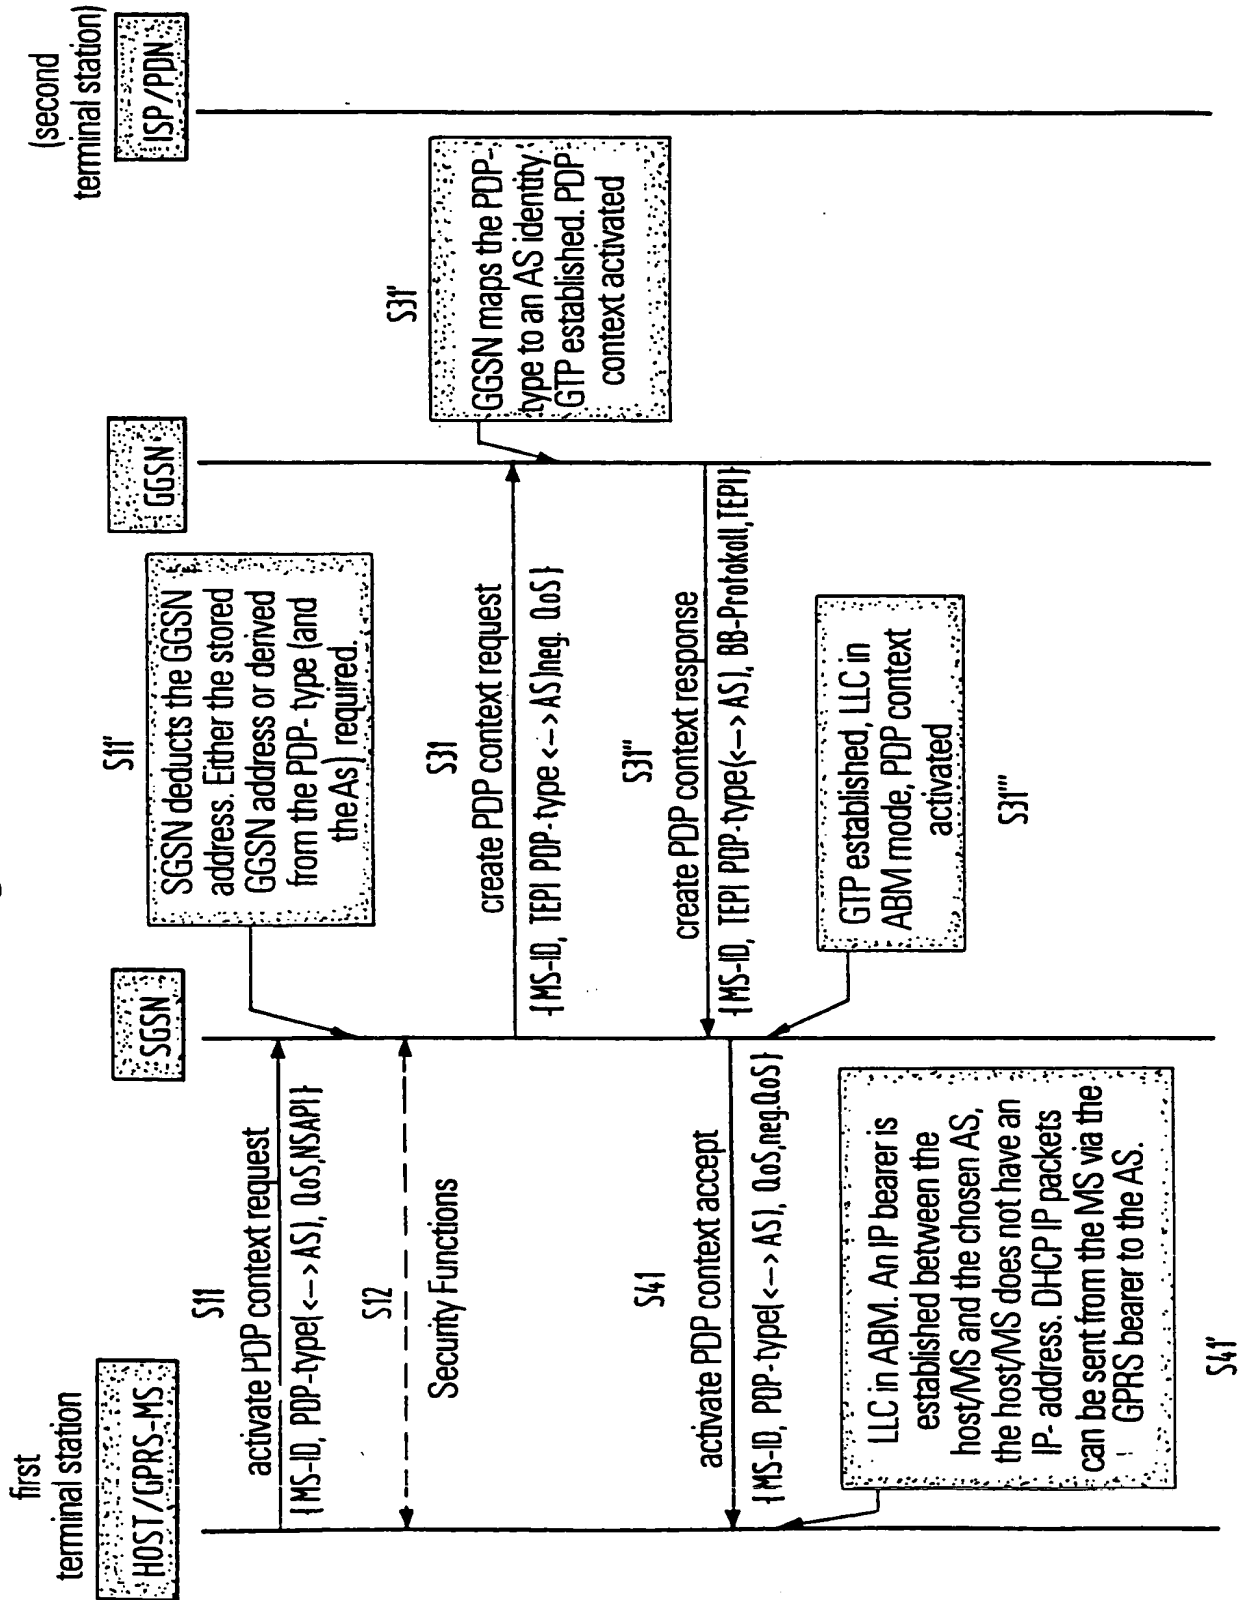 first
terminal station
HOST/GPRS-MS
SGSN
GGSN
(second
terminal station)
ISP/PDN
S11
activate PDP context request
{MS-ID, PDP-type(<-->AS), QoS,NSAPI}
S11'
SGSN deducts the GGSN
address. Either the stored
GGSN address or derived
from the PDP- type (and
the As) required.
S12
Security Functions
S31
create PDP context request
{MS-ID, TEPI PDP-type <-->AS)neg. QoS}
S31'
GGSN maps the PDP-
type to an AS identity
GTP established. PDP
context activated
S31"
create PDP context response
{MS-ID, TEPI PDP-type(<-->AS), BB-Protokoll,TEPI}
GTP established, LLC in
ABM mode, PDP context
activated
S31'''
S41
activate PDP context accept
{MS-ID, PDP-type(<-->AS), QoS,neg.QoS}
LLC in ABM. An IP bearer is
established between the
host/MS and the chosen AS,
the host/MS does not have an
IP- address. DHCP IP packets
can be sent from the MS via the
GPRS bearer to the AS.
S41'